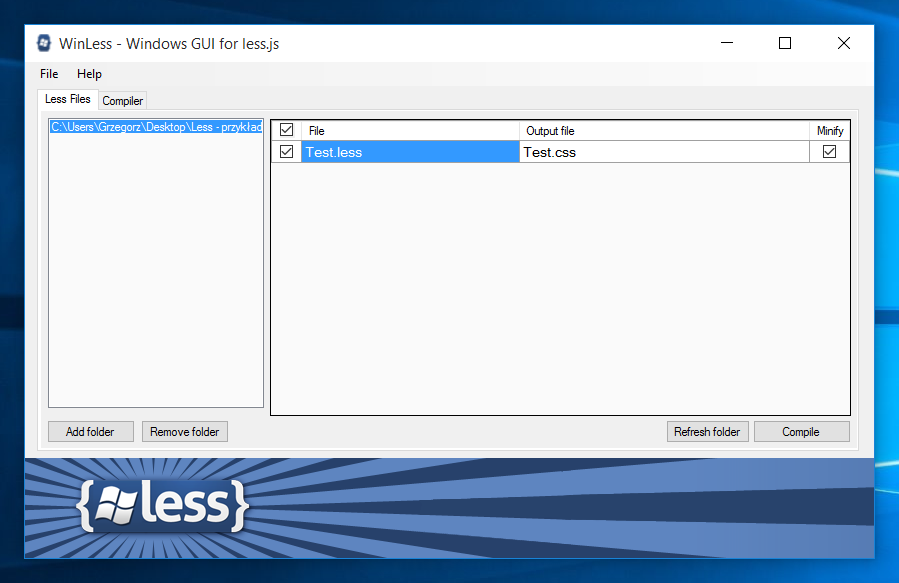 WinLess - Windows GUI for less.js
File Help
Less Files Compiler
C:\Users\Grzegorz\Desktop\Less - przykład
File Output file Minify
Test.less Test.css
Add folder Remove folder Refresh folder Compile
{less}